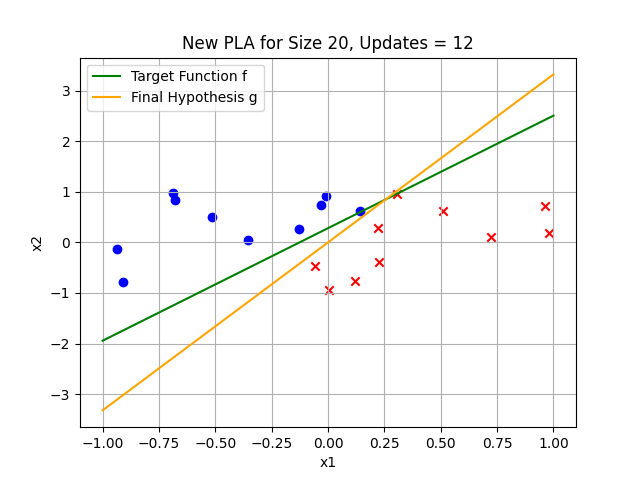 New PLA for Size 20, Updates = 12
Target Function f
Final Hypothesis g
3
2
1
0
−1
−2
−3
x2
−1.00 −0.75 −0.50 −0.25 0.00 0.25 0.50 0.75 1.00
x1